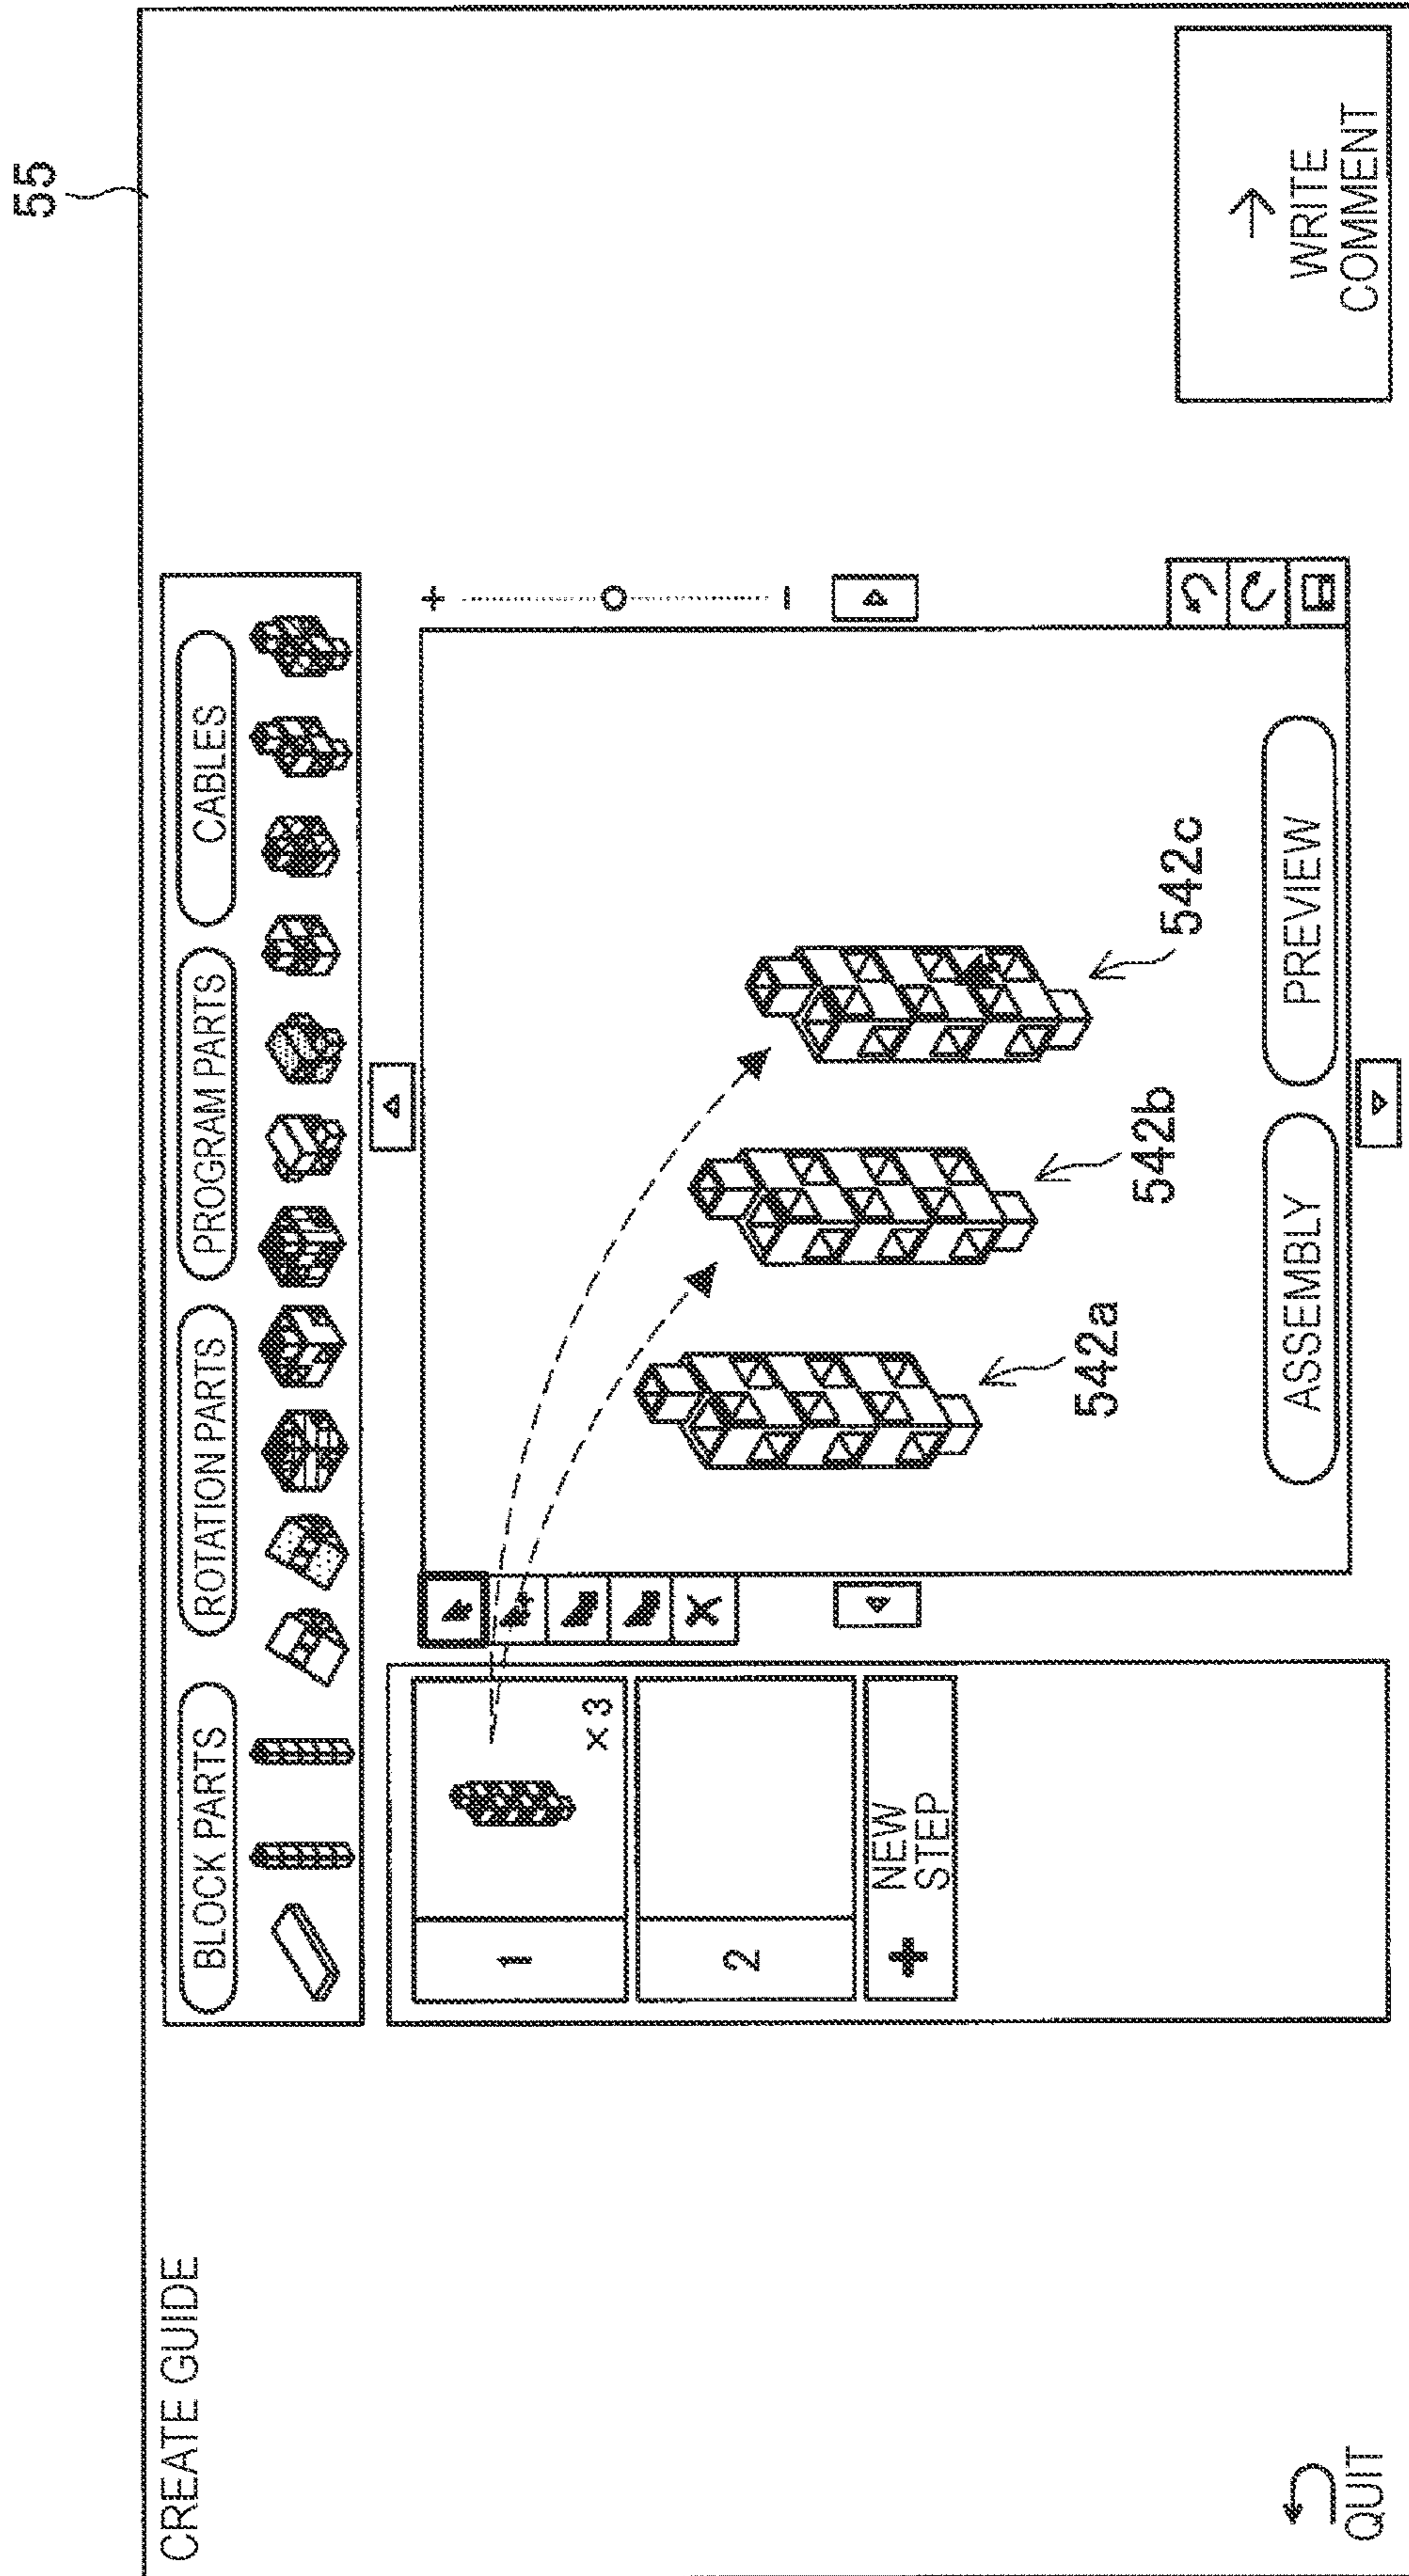 55
CREATE GUIDE
BLOCK PARTS
ROTATION PARTS
PROGRAM PARTS
CABLES
+
−
1
×3
2
+ NEW
STEP
542a
542b
542c
ASSEMBLY
PREVIEW
QUIT
→
WRITE
COMMENT